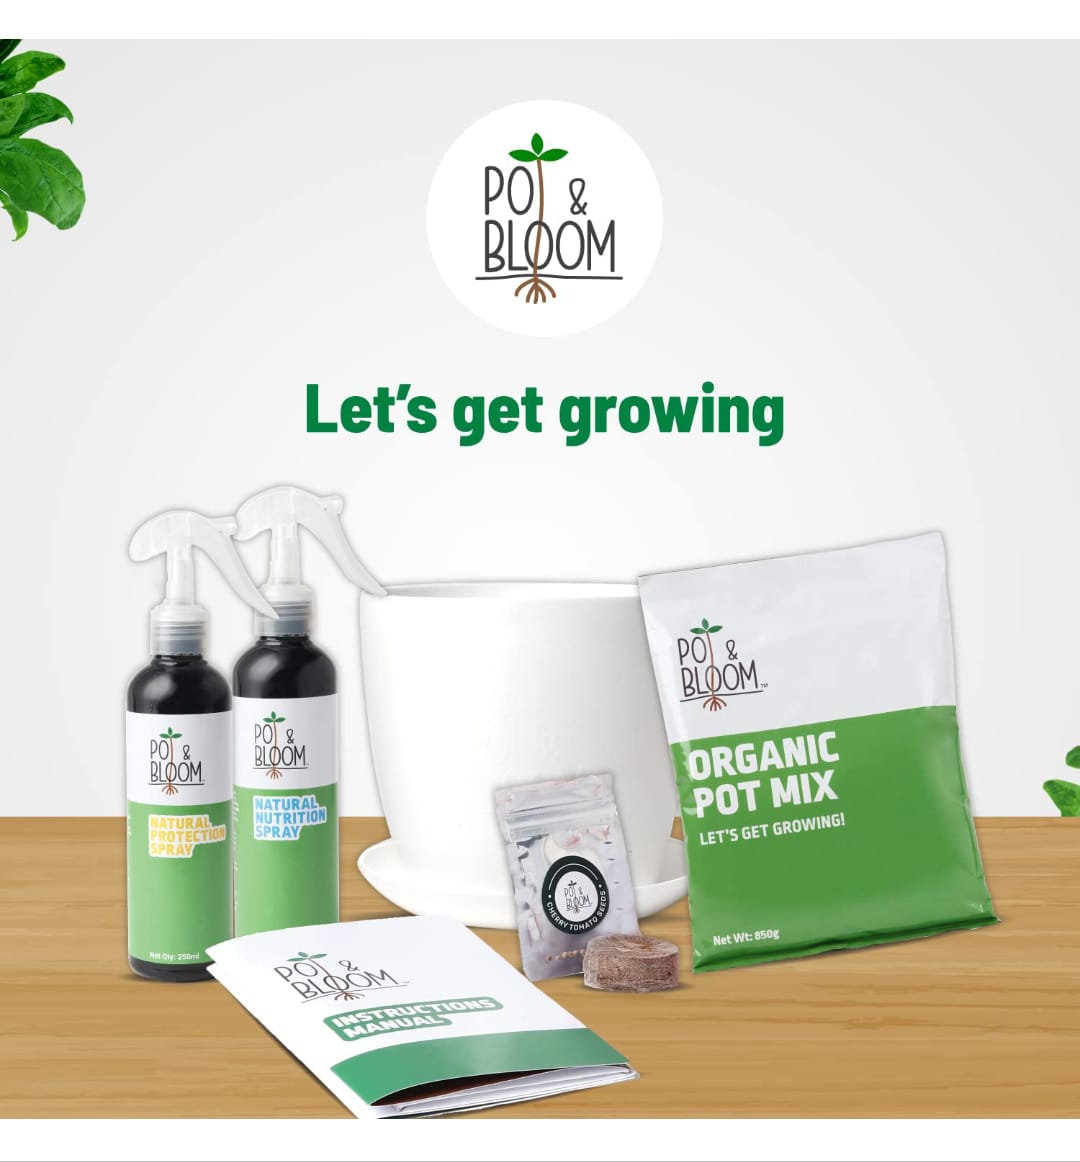 POT &
BLOOM
Let's get growing
POT &
BLOOM
NATURAL
PROTECTION
SPRAY
Net Qty: 250ml
POT &
BLOOM
NATURAL
NUTRITION
SPRAY
POT &
BLOOM
CHERRY TOMATO SEEDS
POT &
BLOOM™
ORGANIC
POT MIX
LET'S GET GROWING!
Net Wt: 850g
POT &
BLOOM
INSTRUCTIONS
MANUAL